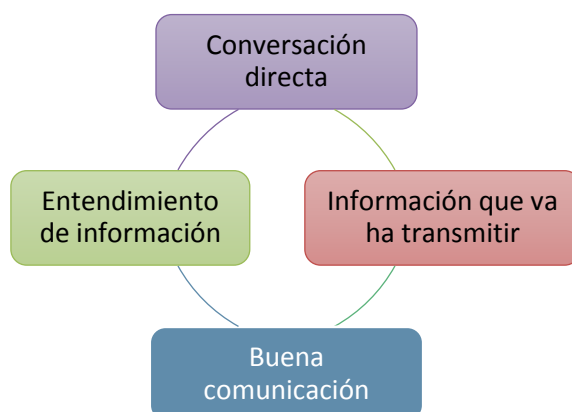 Conversación
directa
Entendimiento
de información
Información que va
ha transmitir
Buena
comunicación